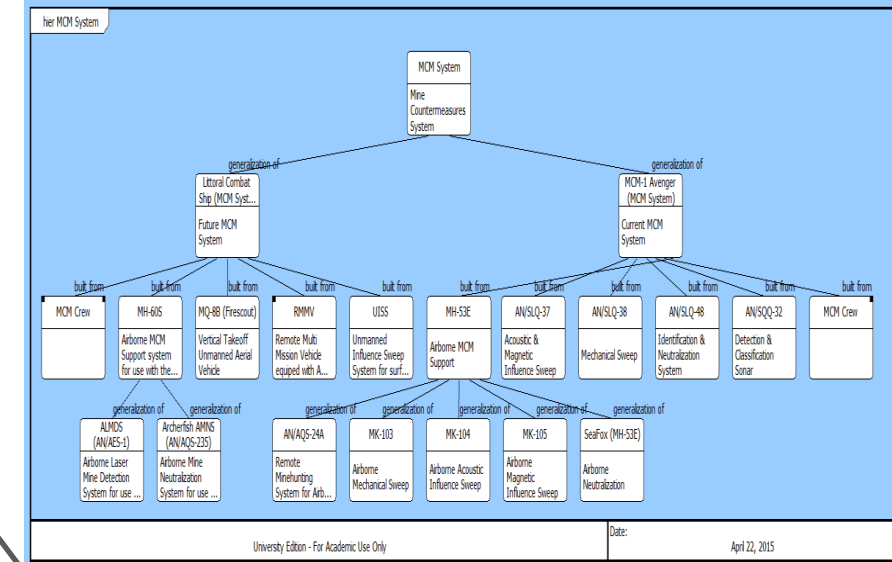 hier MCM System
MCM System
Mine
Countermeasures
System
generalization of
generalization of
Littoral Combat
Ship (MCM Syst...
Future MCM
System
MCM-1 Avenger
(MCM System)
Current MCM
System
built from
built from
built from
built from
built from
built from
built from
built from
built from
built from
built from
MCM Crew
MH-60S
Airborne MCM
Support system
for use with the...
MQ-8B (Firescout)
Vertical Takeoff
Unmanned Aerial
Vehicle
RMMV
Remote Multi
Mission Vehicle
equiped with A...
UISS
Unmanned
Influence Sweep
System for surf...
MH-53E
Airborne MCM
Support
AN/SLQ-37
Acoustic &
Magnetic
Influence Sweep
AN/SLQ-38
Mechanical Sweep
AN/SLQ-48
Identification &
Neutralization
System
AN/SQQ-32
Detection &
Classification
Sonar
MCM Crew
generalization of
generalization of
generalization of
generalization of
generalization of
generalization of
generalization of
ALMDS
(AN/AES-1)
Airborne Laser
Mine Detection
System for use ...
Archerfish AMNS
(AN/AQS-235)
Airborne Mine
Neutralization
System for use ...
AN/AQS-24A
Remote
Minehunting
System for Airb...
MK-103
Airborne
Mechanical Sweep
MK-104
Airborne Acoustic
Influence Sweep
MK-105
Airborne
Magnetic
Influence Sweep
SeaFox (MH-53E)
Airborne
Neutralization
University Edition - For Academic Use Only
Date:
April 22, 2015